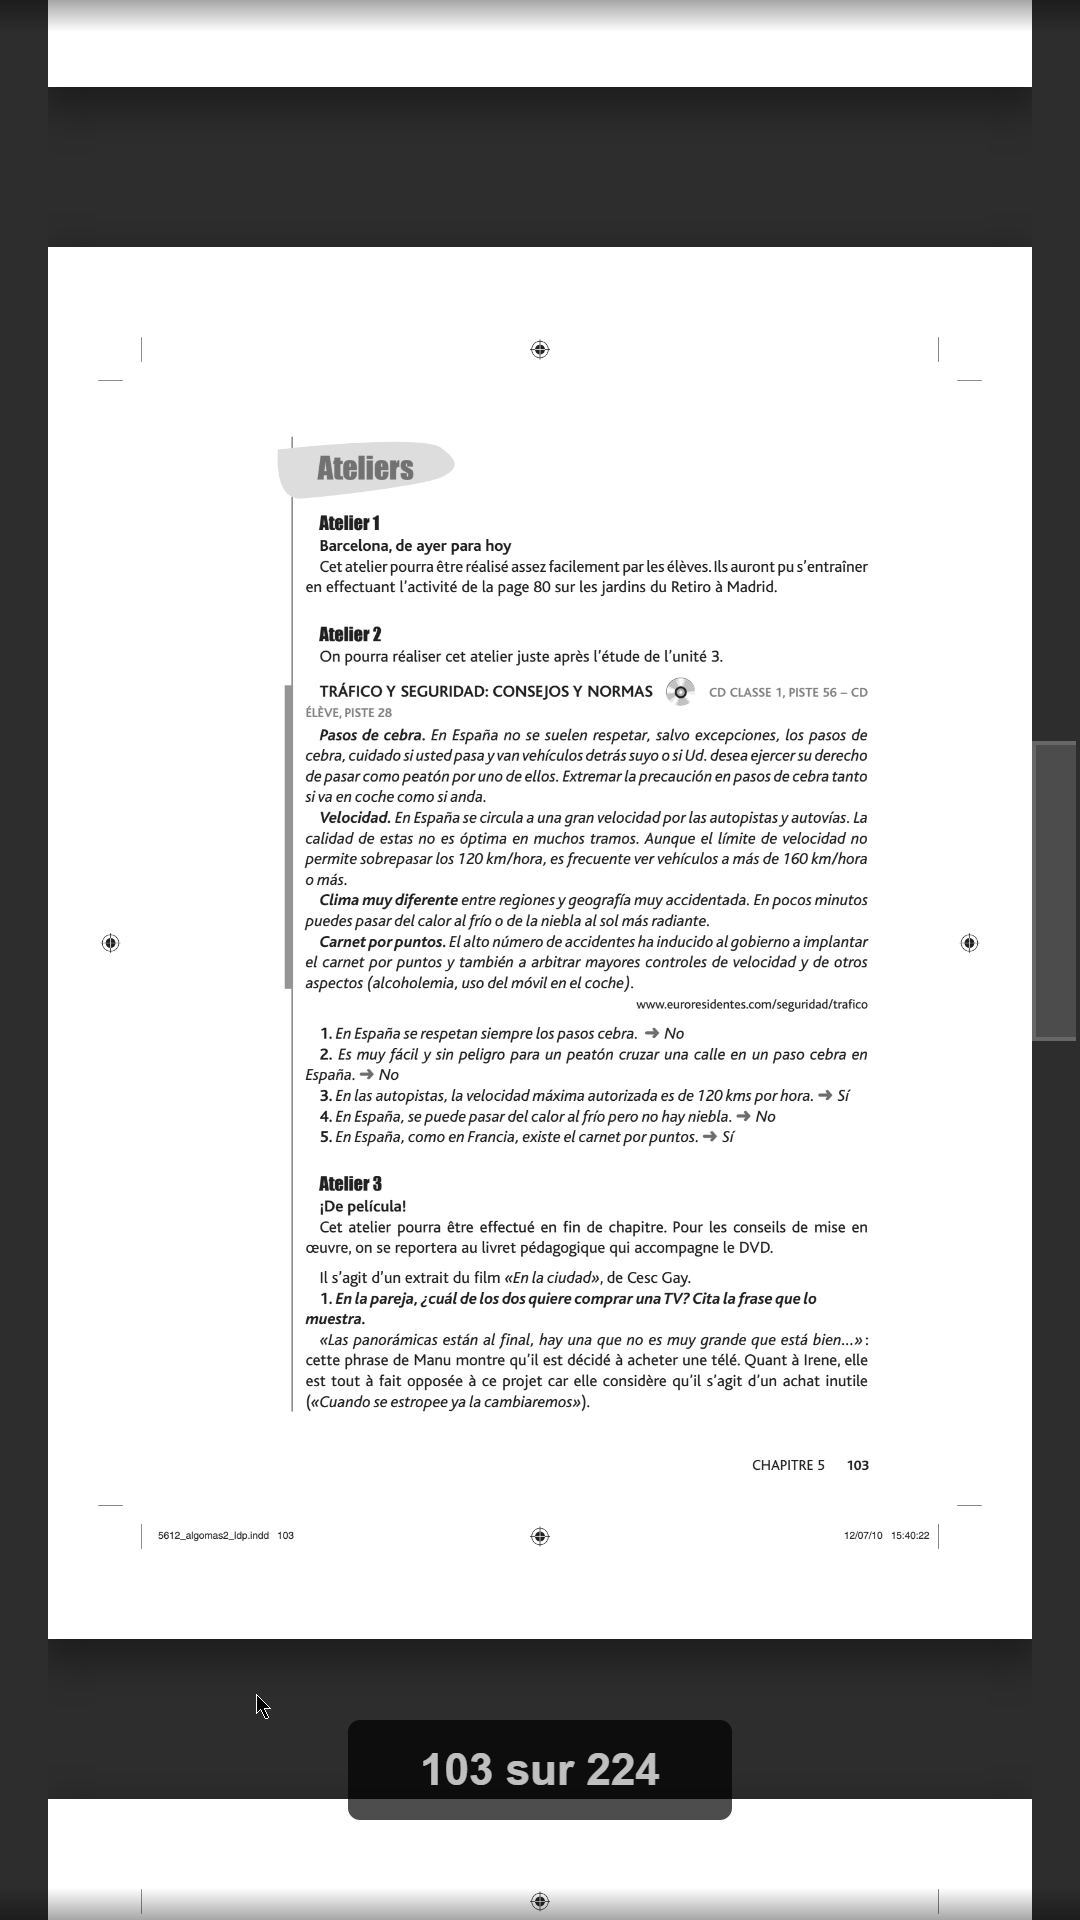 Ateliers
Atelier 1
Barcelona, de ayer para hoy
Cet atelier pourra être réalisé assez facilement par les élèves. Ils auront pu s’entraîner
en effectuant l’activité de la page 80 sur les jardins du Retiro à Madrid.
Atelier 2
On pourra réaliser cet atelier juste après l’étude de l’unité 3.
TRÁFICO Y SEGURIDAD: CONSEJOS Y NORMAS CD CLASSE 1, PISTE 56 – CD
ÉLÈVE, PISTE 28
Pasos de cebra. En España no se suelen respetar, salvo excepciones, los pasos de
cebra, cuidado si usted pasa y van vehículos detrás suyo o si Ud. desea ejercer su derecho
de pasar como peatón por uno de ellos. Extremar la precaución en pasos de cebra tanto
si va en coche como si anda.
Velocidad. En España se circula a una gran velocidad por las autopistas y autovías. La
calidad de estas no es óptima en muchos tramos. Aunque el límite de velocidad no
permite sobrepasar los 120 km/hora, es frecuente ver vehículos a más de 160 km/hora
o más.
Clima muy diferente entre regiones y geografía muy accidentada. En pocos minutos
puedes pasar del calor al frío o de la niebla al sol más radiante.
Carnet por puntos. El alto número de accidentes ha inducido al gobierno a implantar
el carnet por puntos y también a arbitrar mayores controles de velocidad y de otros
aspectos (alcoholemia, uso del móvil en el coche).
www.euroresidentes.com/seguridad/trafico
1. En España se respetan siempre los pasos cebra. ➜ No
2. Es muy fácil y sin peligro para un peatón cruzar una calle en un paso cebra en
España. ➜ No
3. En las autopistas, la velocidad máxima autorizada es de 120 kms por hora. ➜ Sí
4. En España, se puede pasar del calor al frío pero no hay niebla. ➜ No
5. En España, como en Francia, existe el carnet por puntos. ➜ Sí
Atelier 3
¡De película!
Cet atelier pourra être effectué en fin de chapitre. Pour les conseils de mise en
œuvre, on se reportera au livret pédagogique qui accompagne le DVD.
Il s’agit d’un extrait du film «En la ciudad», de Cesc Gay.
1. En la pareja, ¿cuál de los dos quiere comprar una TV? Cita la frase que lo
muestra.
«Las panorámicas están al final, hay una que no es muy grande que está bien...» :
cette phrase de Manu montre qu’il est décidé à acheter une télé. Quant à Irene, elle
est tout à fait opposée à ce projet car elle considère qu’il s’agit d’un achat inutile
(«Cuando se estropee ya la cambiaremos»).
CHAPITRE 5 103
5612_algomas2_ldp.indd 103 12/07/10 15:40:22
103 sur 224